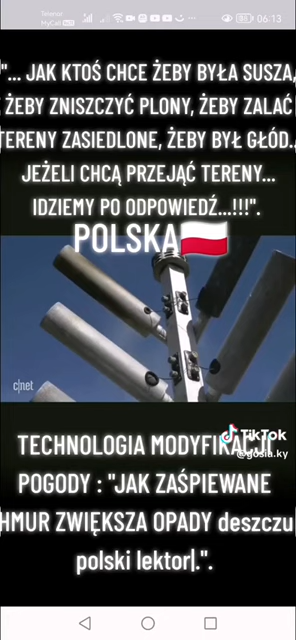 Telenor
MyCall
06:13
"... JAK KTOŚ CHCE ŻEBY BYŁA SUSZA,
ŻEBY ZNISZCZYĆ PLONY, ŻEBY ZALAĆ
TERENY ZASIEDLONE, ŻEBY BYŁ GŁÓD..
JEŻELI CHCĄ PRZEJĄĆ TERENY...
IDZIEMY PO ODPOWIEDŹ...!!!".
POLSKA
c|net
TikTok
@gosia.ky
TECHNOLOGIA MODYFIKACJI
POGODY : "JAK ZAŚPIEWANE
HMUR ZWIĘKSZA OPADY deszczu
polski lektor|.".